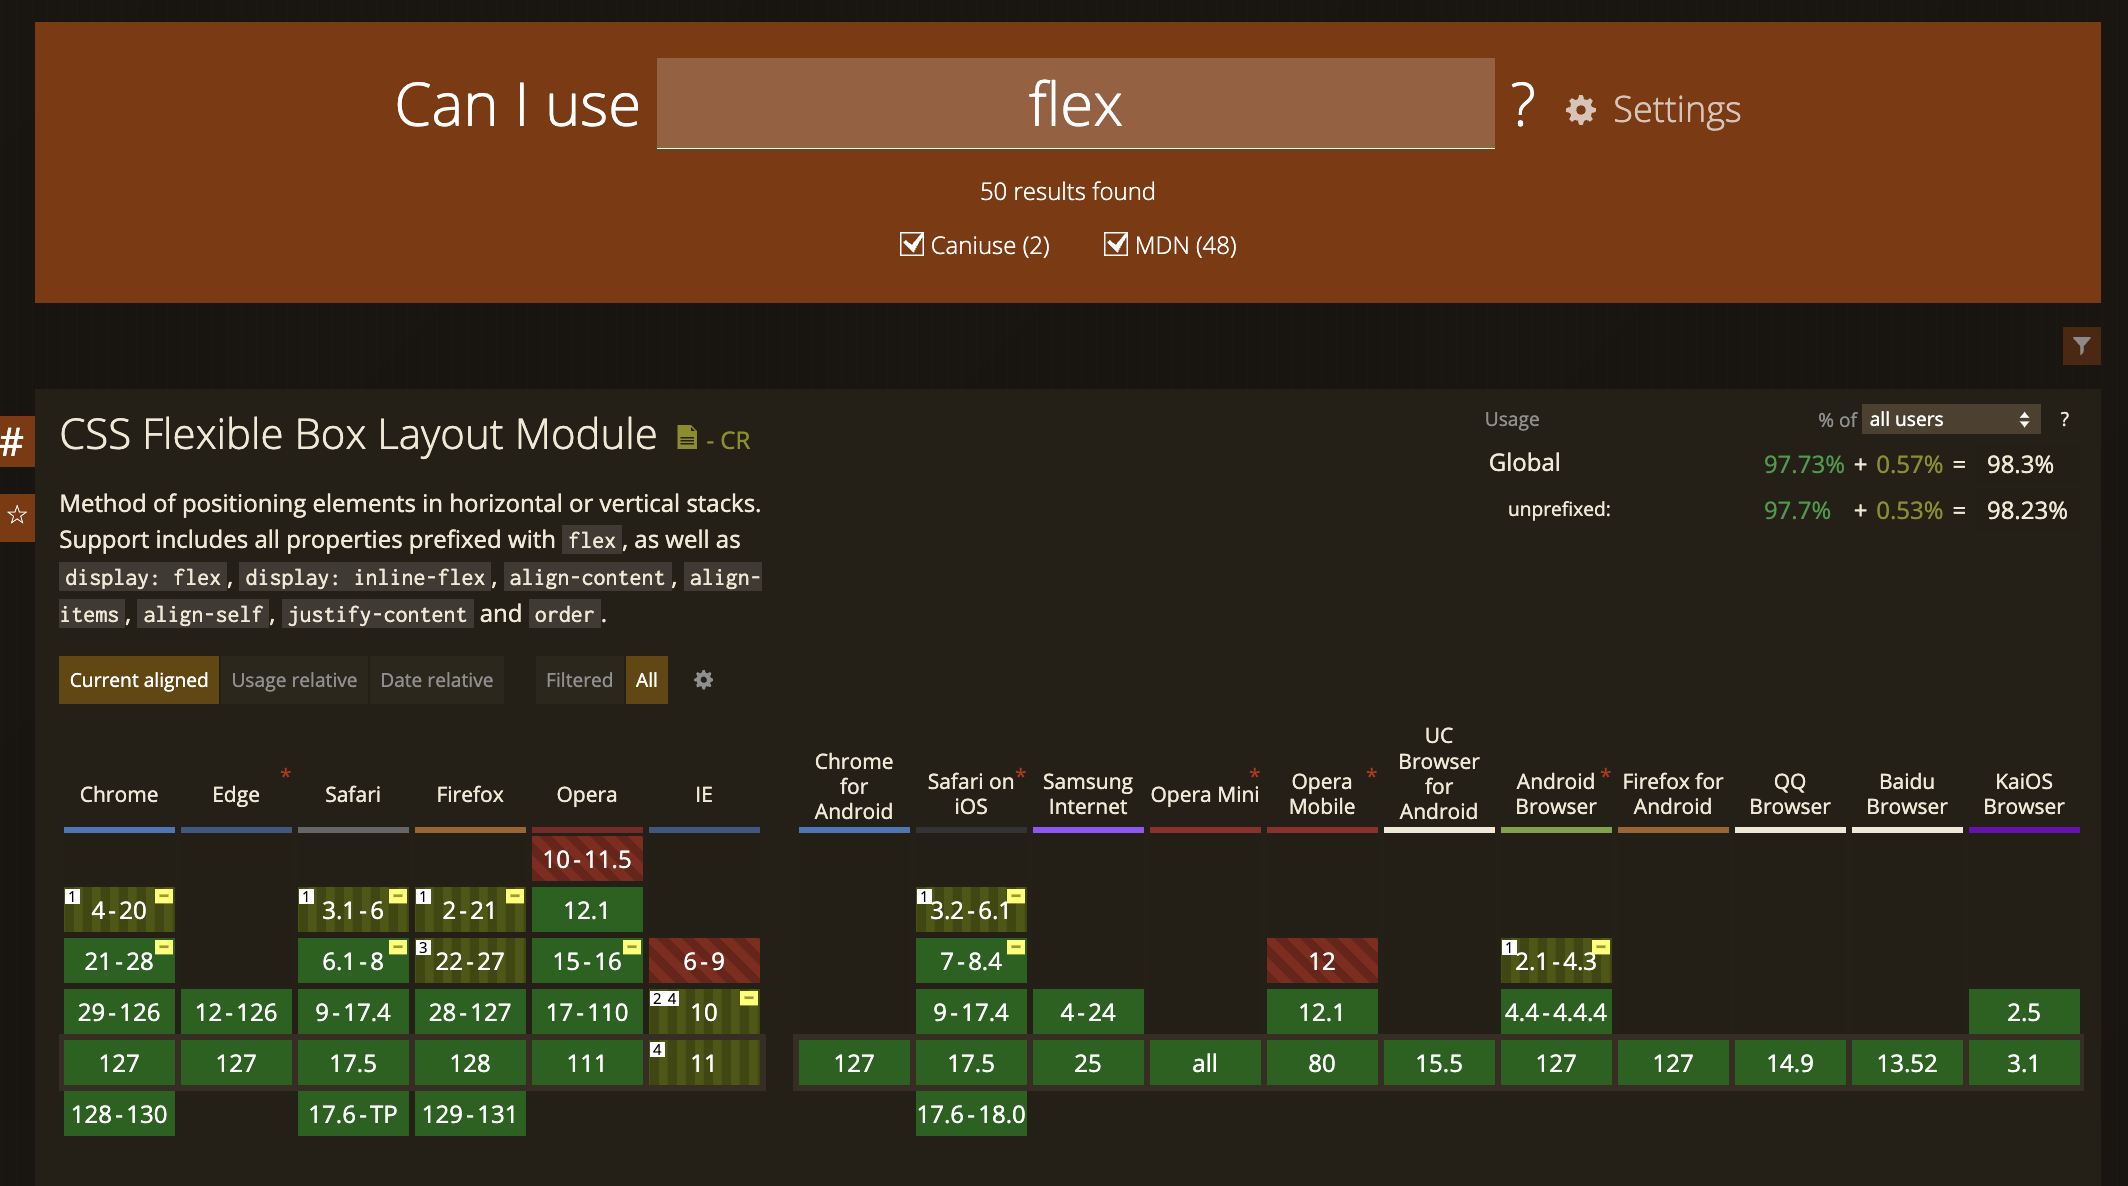 Can I use flex ? Settings
50 results found
Caniuse (2) MDN (48)
#
CSS Flexible Box Layout Module - CR
Usage % of all users ?
Global 97.73% + 0.57% = 98.3%
unprefixed: 97.7% + 0.53% = 98.23%
Method of positioning elements in horizontal or vertical stacks.
Support includes all properties prefixed with flex, as well as
display: flex, display: inline-flex, align-content, align-
items, align-self, justify-content and order.
Current aligned Usage relative Date relative Filtered All
Chrome
Edge *
Safari
Firefox
Opera
IE
Chrome
for
Android
Safari on *
iOS
Samsung
Internet
Opera Mini *
Opera *
Mobile
UC
Browser
for
Android
Android *
Browser
Firefox for
Android
QQ
Browser
Baidu
Browser
KaiOS
Browser
10-11.5
1 4-20 1 3.1-6 1 2-21 12.1 1 3.2-6.1
21-28 6.1-8 3 22-27 15-16 6-9 7-8.4 12 1 2.1-4.3
29-126 12-126 9-17.4 28-127 17-110 2 4 10 9-17.4 4-24 12.1 4.4-4.4.4 2.5
127 127 17.5 128 111 4 11 127 17.5 25 all 80 15.5 127 127 14.9 13.52 3.1
128-130 17.6-TP 129-131 17.6-18.0